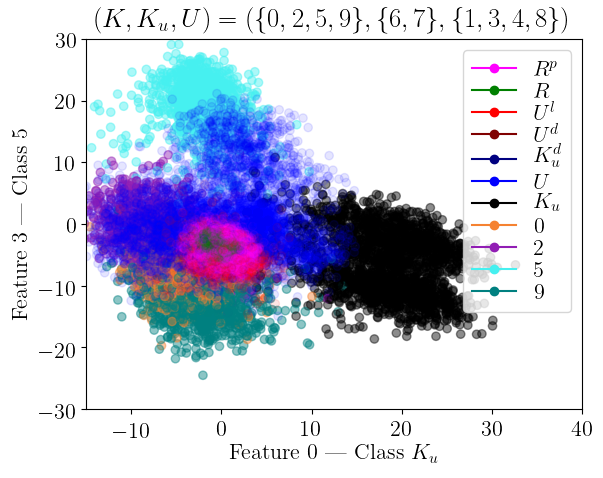 (K, K_u, U) = ({0, 2, 5, 9}, {6, 7}, {1, 3, 4, 8})
30
20
10
0
−10
−20
−30
Feature 3 — Class 5
−10
0
10
20
30
40
Feature 0 — Class K_u
R^p
R
U^l
U^d
K_u^d
U
K_u
0
2
5
9